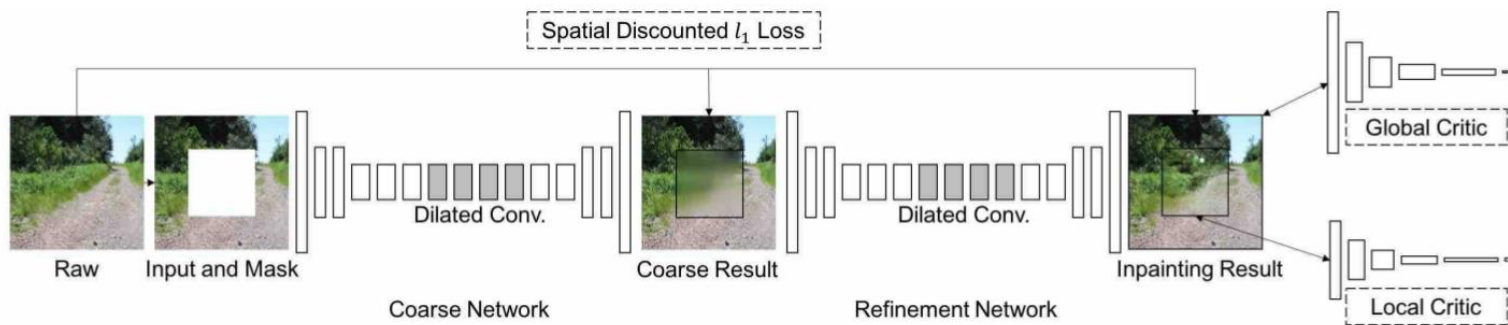 Spatial Discounted l₁ Loss
Global Critic
Dilated Conv.
Dilated Conv.
Raw
Input and Mask
Coarse Result
Inpainting Result
Coarse Network
Refinement Network
Local Critic